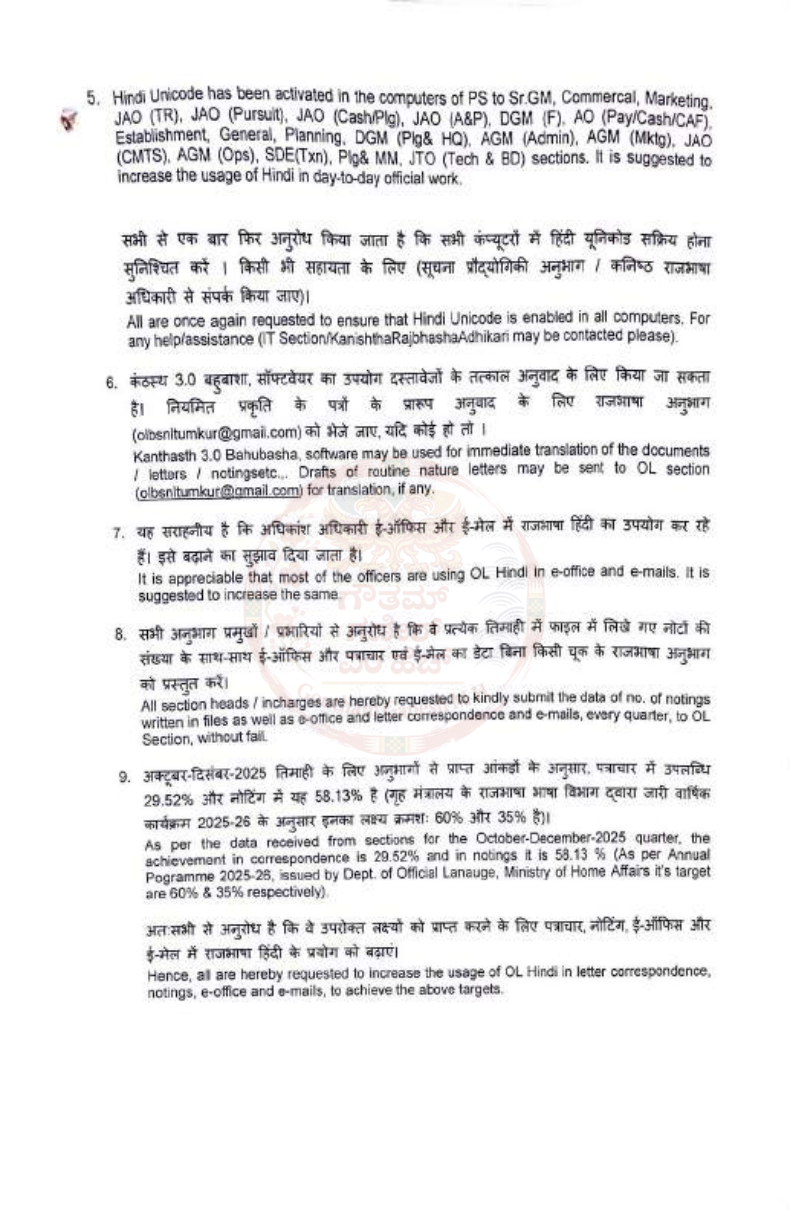 5. Hindi Unicode has been activated in the computers of PS to Sr.GM, Commercal, Marketing,
JAO (TR), JAO (Pursuit), JAO (Cash/Plg), JAO (A&P), DGM (F), AO (Pay/Cash/CAF),
Establishment, General, Planning, DGM (Plg& HQ), AGM (Admin), AGM (Mktg), JAO
(CMTS), AGM (Ops), SDE(Txn), Plg& MM, JTO (Tech & BD) sections. It is suggested to
increase the usage of Hindi in day-to-day official work.
सभी से एक बार फिर अनुरोध किया जाता है कि सभी कंप्यूटरों में हिंदी यूनिकोड सक्रिय होना
सुनिश्चित करें । किसी भी सहायता के लिए (सूचना प्रौद्योगिकी अनुभाग / कनिष्ठ राजभाषा
अधिकारी से संपर्क किया जाए)।
All are once again requested to ensure that Hindi Unicode is enabled in all computers. For
any help/assistance (IT Section/KanishthaRajbhashaAdhikari may be contacted please).
6. कंठस्थ 3.0 बहुबाशा, सॉफ्टवेयर का उपयोग दस्तावेजों के तत्काल अनुवाद के लिए किया जा सकता
है। नियमित प्रकृति के पत्रों के प्रारूप अनुवाद के लिए राजभाषा अनुभाग
(olbsnltumkur@gmail.com) को भेजे जाए, यदि कोई हो तो ।
Kanthasth 3.0 Bahubasha, software may be used for immediate translation of the documents
/ letters / notingsetc... Drafts of routine nature letters may be sent to OL section
(olbsnltumkur@gmail.com) for translation, if any.
7. यह सराहनीय है कि अधिकांश अधिकारी ई-ऑफिस और ई-मेल में राजभाषा हिंदी का उपयोग कर रहे
हैं। इसे बढ़ाने का सुझाव दिया जाता है।
It is appreciable that most of the officers are using OL Hindi in e-office and e-mails. It is
suggested to increase the same.
8. सभी अनुभाग प्रमुखों / प्रभारियों से अनुरोध है कि वे प्रत्येक तिमाही में फाइल में लिखे गए नोटों की
संख्या के साथ-साथ ई-ऑफिस और पत्राचार एवं ई-मेल का डेटा बिना किसी चूक के राजभाषा अनुभाग
को प्रस्तुत करें।
All section heads / incharges are hereby requested to kindly submit the data of no. of notings
written in files as well as e-office and letter correspondence and e-mails, every quarter, to OL
Section, without fail.
9. अक्टूबर-दिसंबर-2025 तिमाही के लिए अनुभागों से प्राप्त आंकड़ों के अनुसार, पत्राचार में उपलब्धि
29.52% और नोटिंग में यह 58.13% है (गृह मंत्रालय के राजभाषा भाषा विभाग द्वारा जारी वार्षिक
कार्यक्रम 2025-26 के अनुसार इनका लक्ष्य क्रमशः 60% और 35% है)।
As per the data received from sections for the October-December-2025 quarter, the
achievement in correspondence is 29.52% and in notings it is 58.13 % (As per Annual
Pogramme 2025-26, issued by Dept. of Official Lanauge, Ministry of Home Affairs it's target
are 60% & 35% respectively).
अतःसभी से अनुरोध है कि वे उपरोक्त लक्ष्यों को प्राप्त करने के लिए पत्राचार, नोटिंग, ई-ऑफिस और
ई-मेल में राजभाषा हिंदी के प्रयोग को बढ़ाएं।
Hence, all are hereby requested to increase the usage of OL Hindi in letter correspondence,
notings, e-office and e-mails, to achieve the above targets.